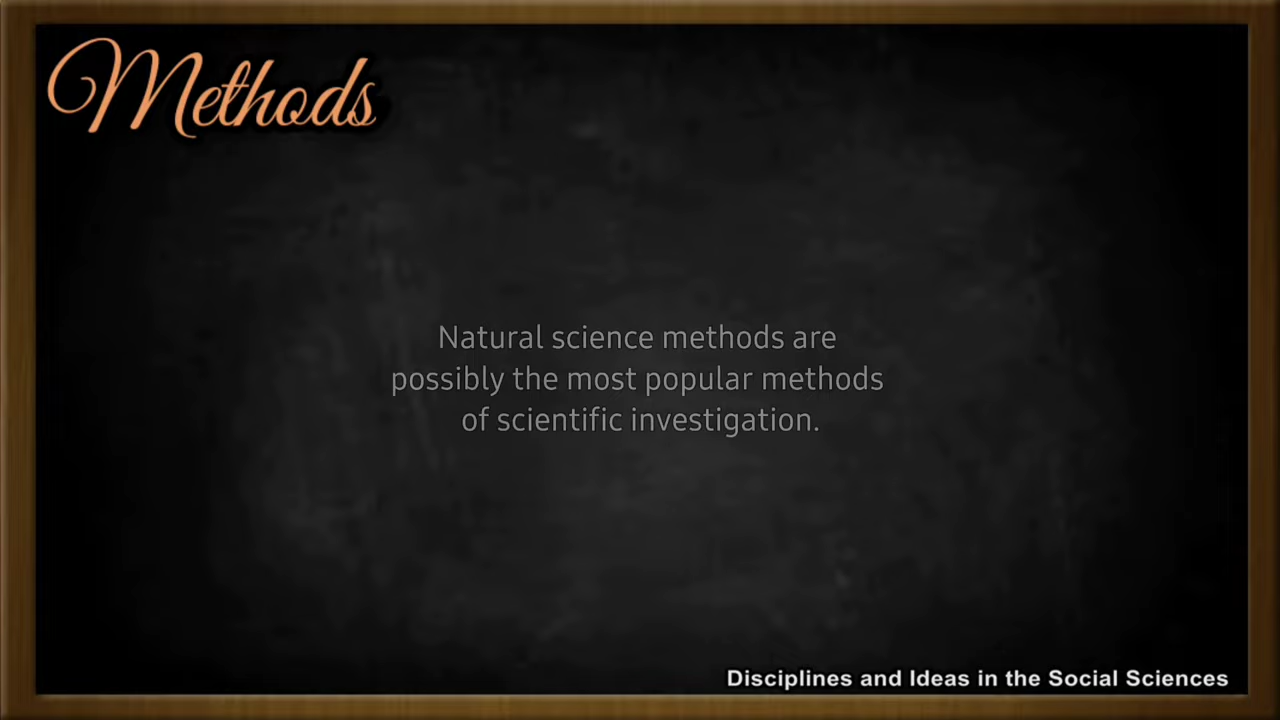 Methods
Natural science methods are
possibly the most popular methods
of scientific investigation.
Disciplines and Ideas in the Social Sciences